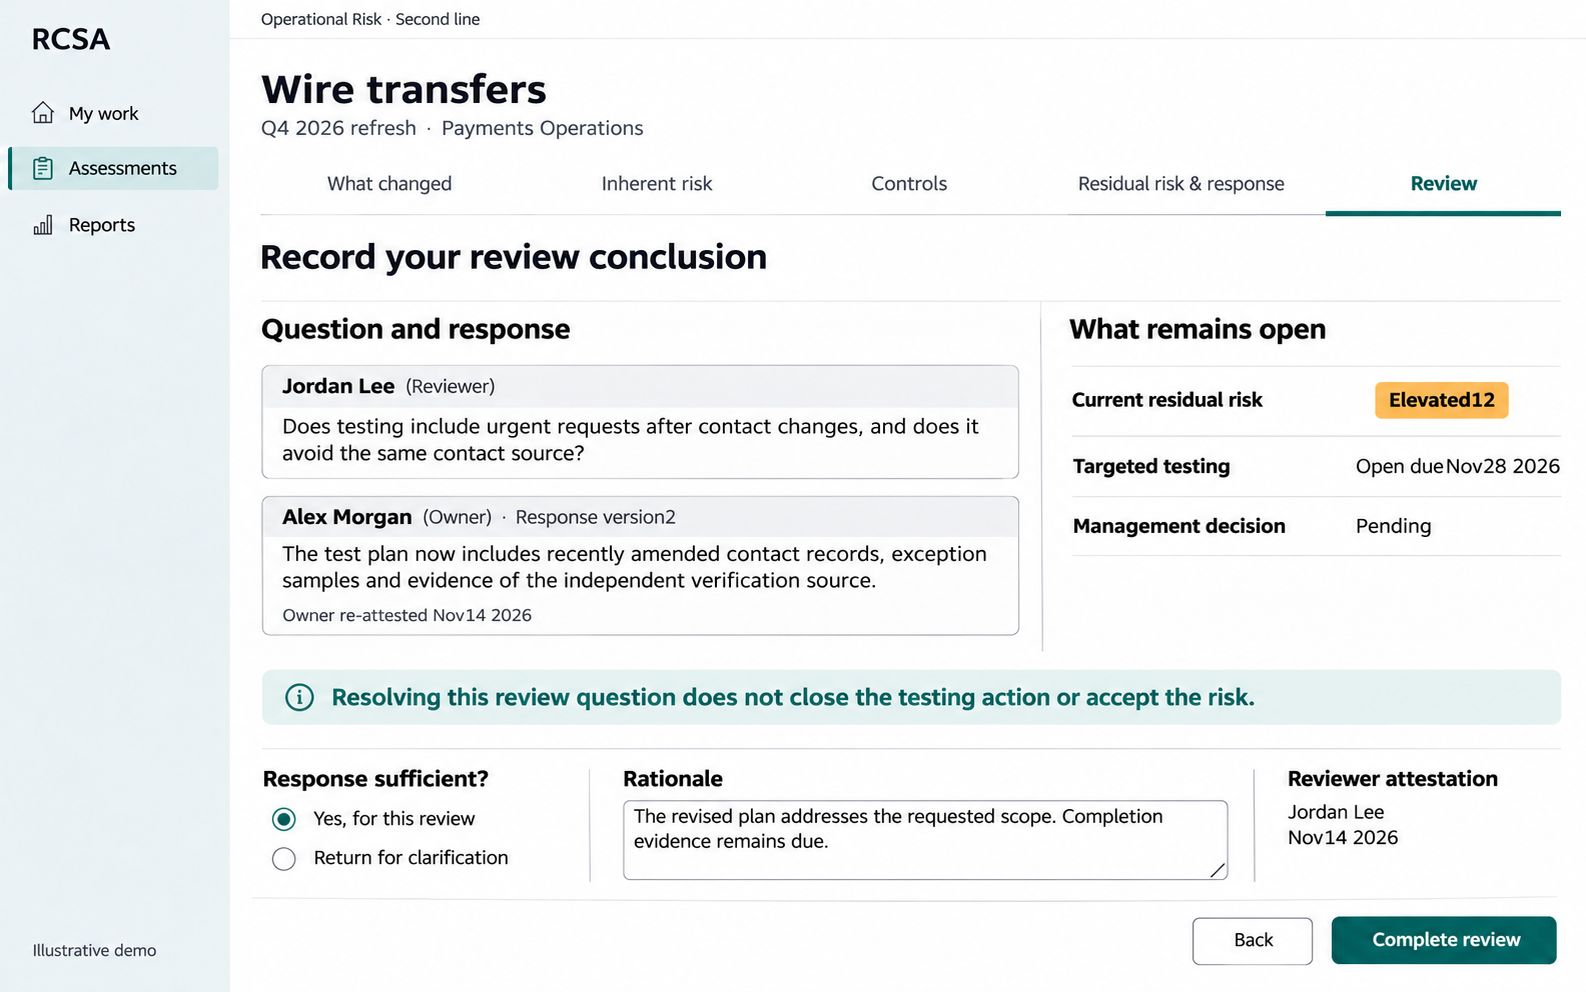 RCSA
My work
Assessments
Reports
Illustrative demo
Operational Risk · Second line
Wire transfers
Q4 2026 refresh · Payments Operations
What changed
Inherent risk
Controls
Residual risk & response
Review
Record your review conclusion
Question and response
Jordan Lee (Reviewer)
Does testing include urgent requests after contact changes, and does it
avoid the same contact source?
Alex Morgan (Owner) · Response version2
The test plan now includes recently amended contact records, exception
samples and evidence of the independent verification source.
Owner re-attested Nov14 2026
What remains open
Current residual risk Elevated12
Targeted testing Open due Nov28 2026
Management decision Pending
Resolving this review question does not close the testing action or accept the risk.
Response sufficient?
Yes, for this review
Return for clarification
Rationale
The revised plan addresses the requested scope. Completion
evidence remains due.
Reviewer attestation
Jordan Lee
Nov14 2026
Back
Complete review